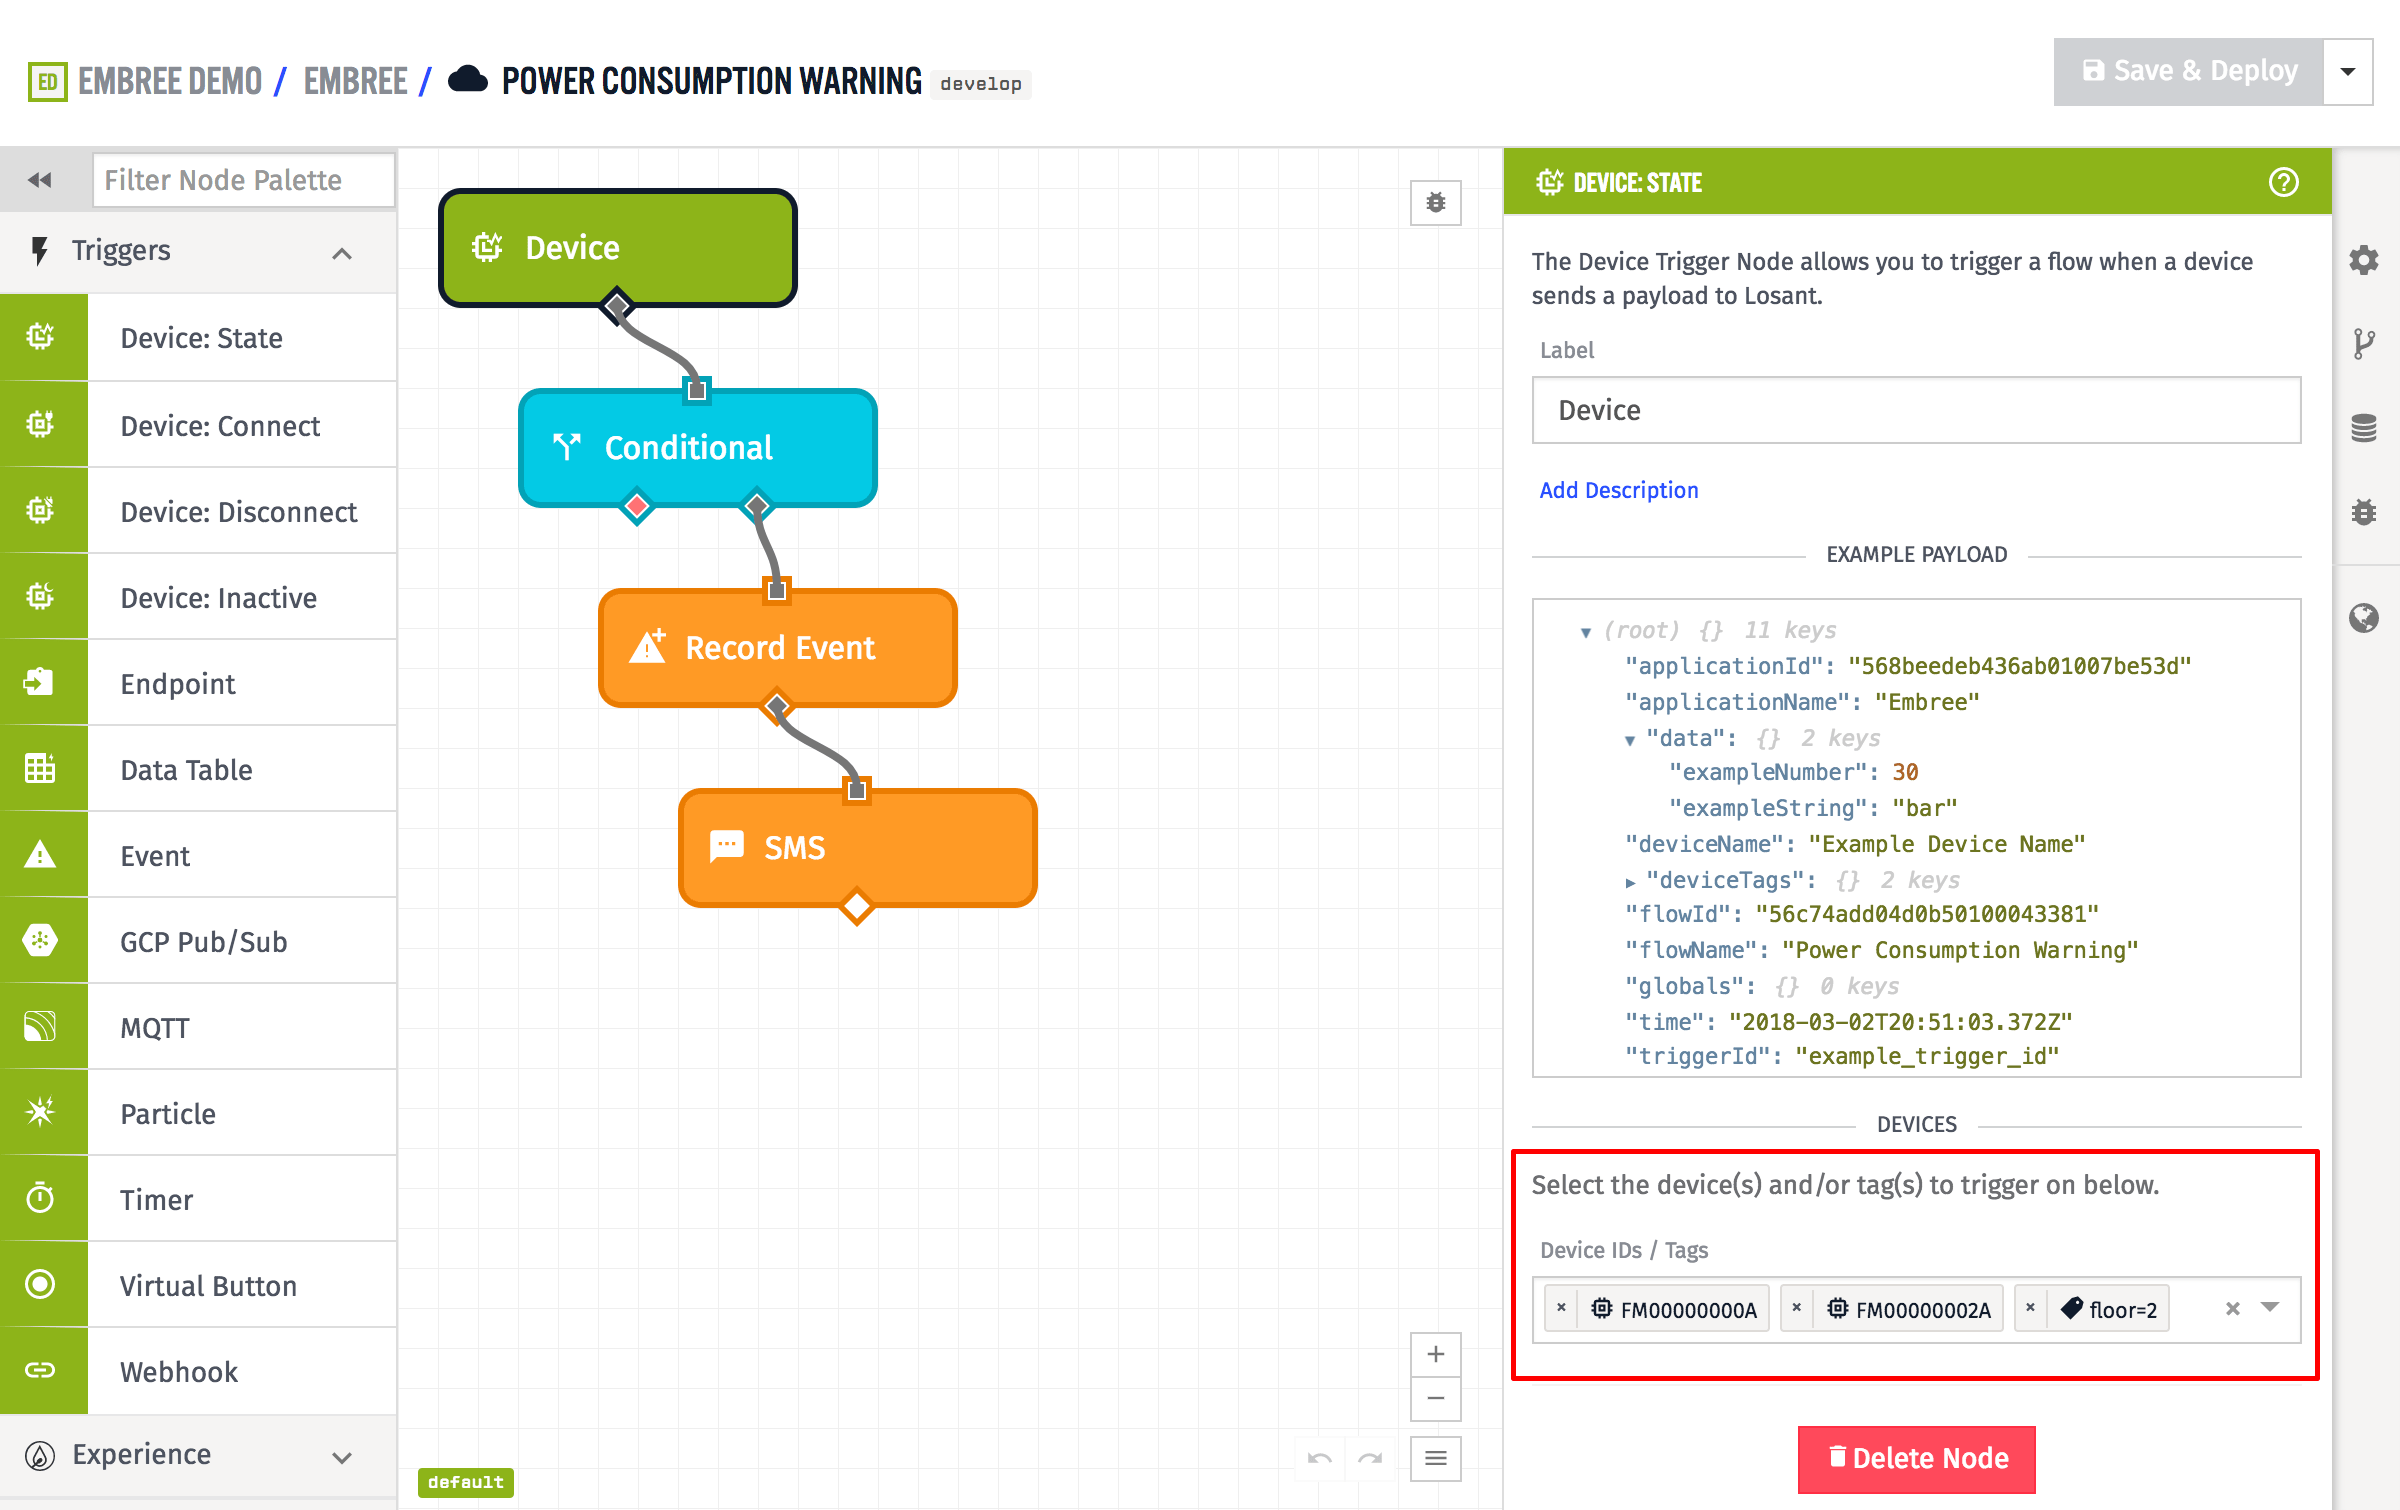 ED EMBREE DEMO / EMBREE / POWER CONSUMPTION WARNING develop
Save & Deploy
Filter Node Palette
Triggers
Device: State
Device: Connect
Device: Disconnect
Device: Inactive
Endpoint
Data Table
Event
GCP Pub/Sub
MQTT
Particle
Timer
Virtual Button
Webhook
Experience
Device
Conditional
Record Event
SMS
default
DEVICE: STATE
The Device Trigger Node allows you to trigger a flow when a device
sends a payload to Losant.
Label
Device
Add Description
EXAMPLE PAYLOAD
(root) {} 11 keys
"applicationId": "568beedeb436ab01007be53d"
"applicationName": "Embree"
"data": {} 2 keys
"exampleNumber": 30
"exampleString": "bar"
"deviceName": "Example Device Name"
"deviceTags": {} 2 keys
"flowId": "56c74add04d0b50100043381"
"flowName": "Power Consumption Warning"
"globals": {} 0 keys
"time": "2018-03-02T20:51:03.372Z"
"triggerId": "example_trigger_id"
DEVICES
Select the device(s) and/or tag(s) to trigger on below.
Device IDs / Tags
× FM00000000A × FM00000002A × floor=2 ×
Delete Node